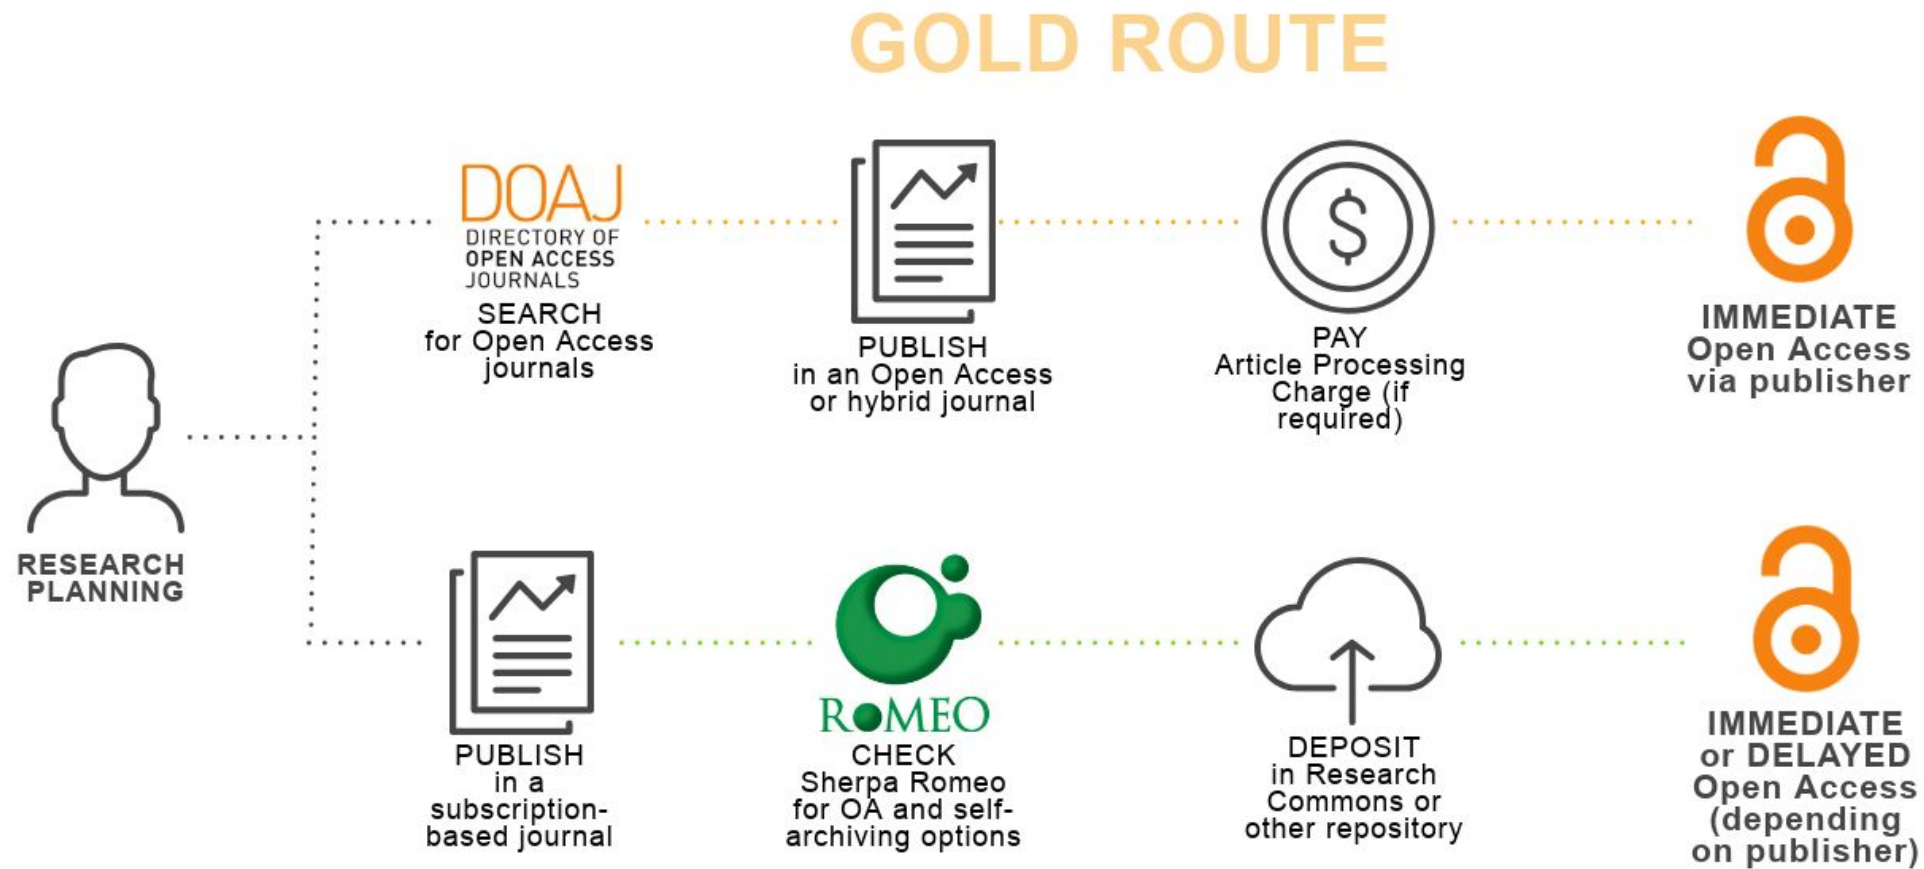 GOLD ROUTE
DOAJ
DIRECTORY OF
OPEN ACCESS
JOURNALS
SEARCH
for Open Access
journals
PUBLISH
in an Open Access
or hybrid journal
$
PAY
Article Processing
Charge (if
required)
IMMEDIATE
Open Access
via publisher
RESEARCH
PLANNING
PUBLISH
in a
subscription-
based journal
ROMEO
CHECK
Sherpa Romeo
for OA and self-
archiving options
DEPOSIT
in Research
Commons or
other repository
IMMEDIATE
or DELAYED
Open Access
(depending
on publisher)